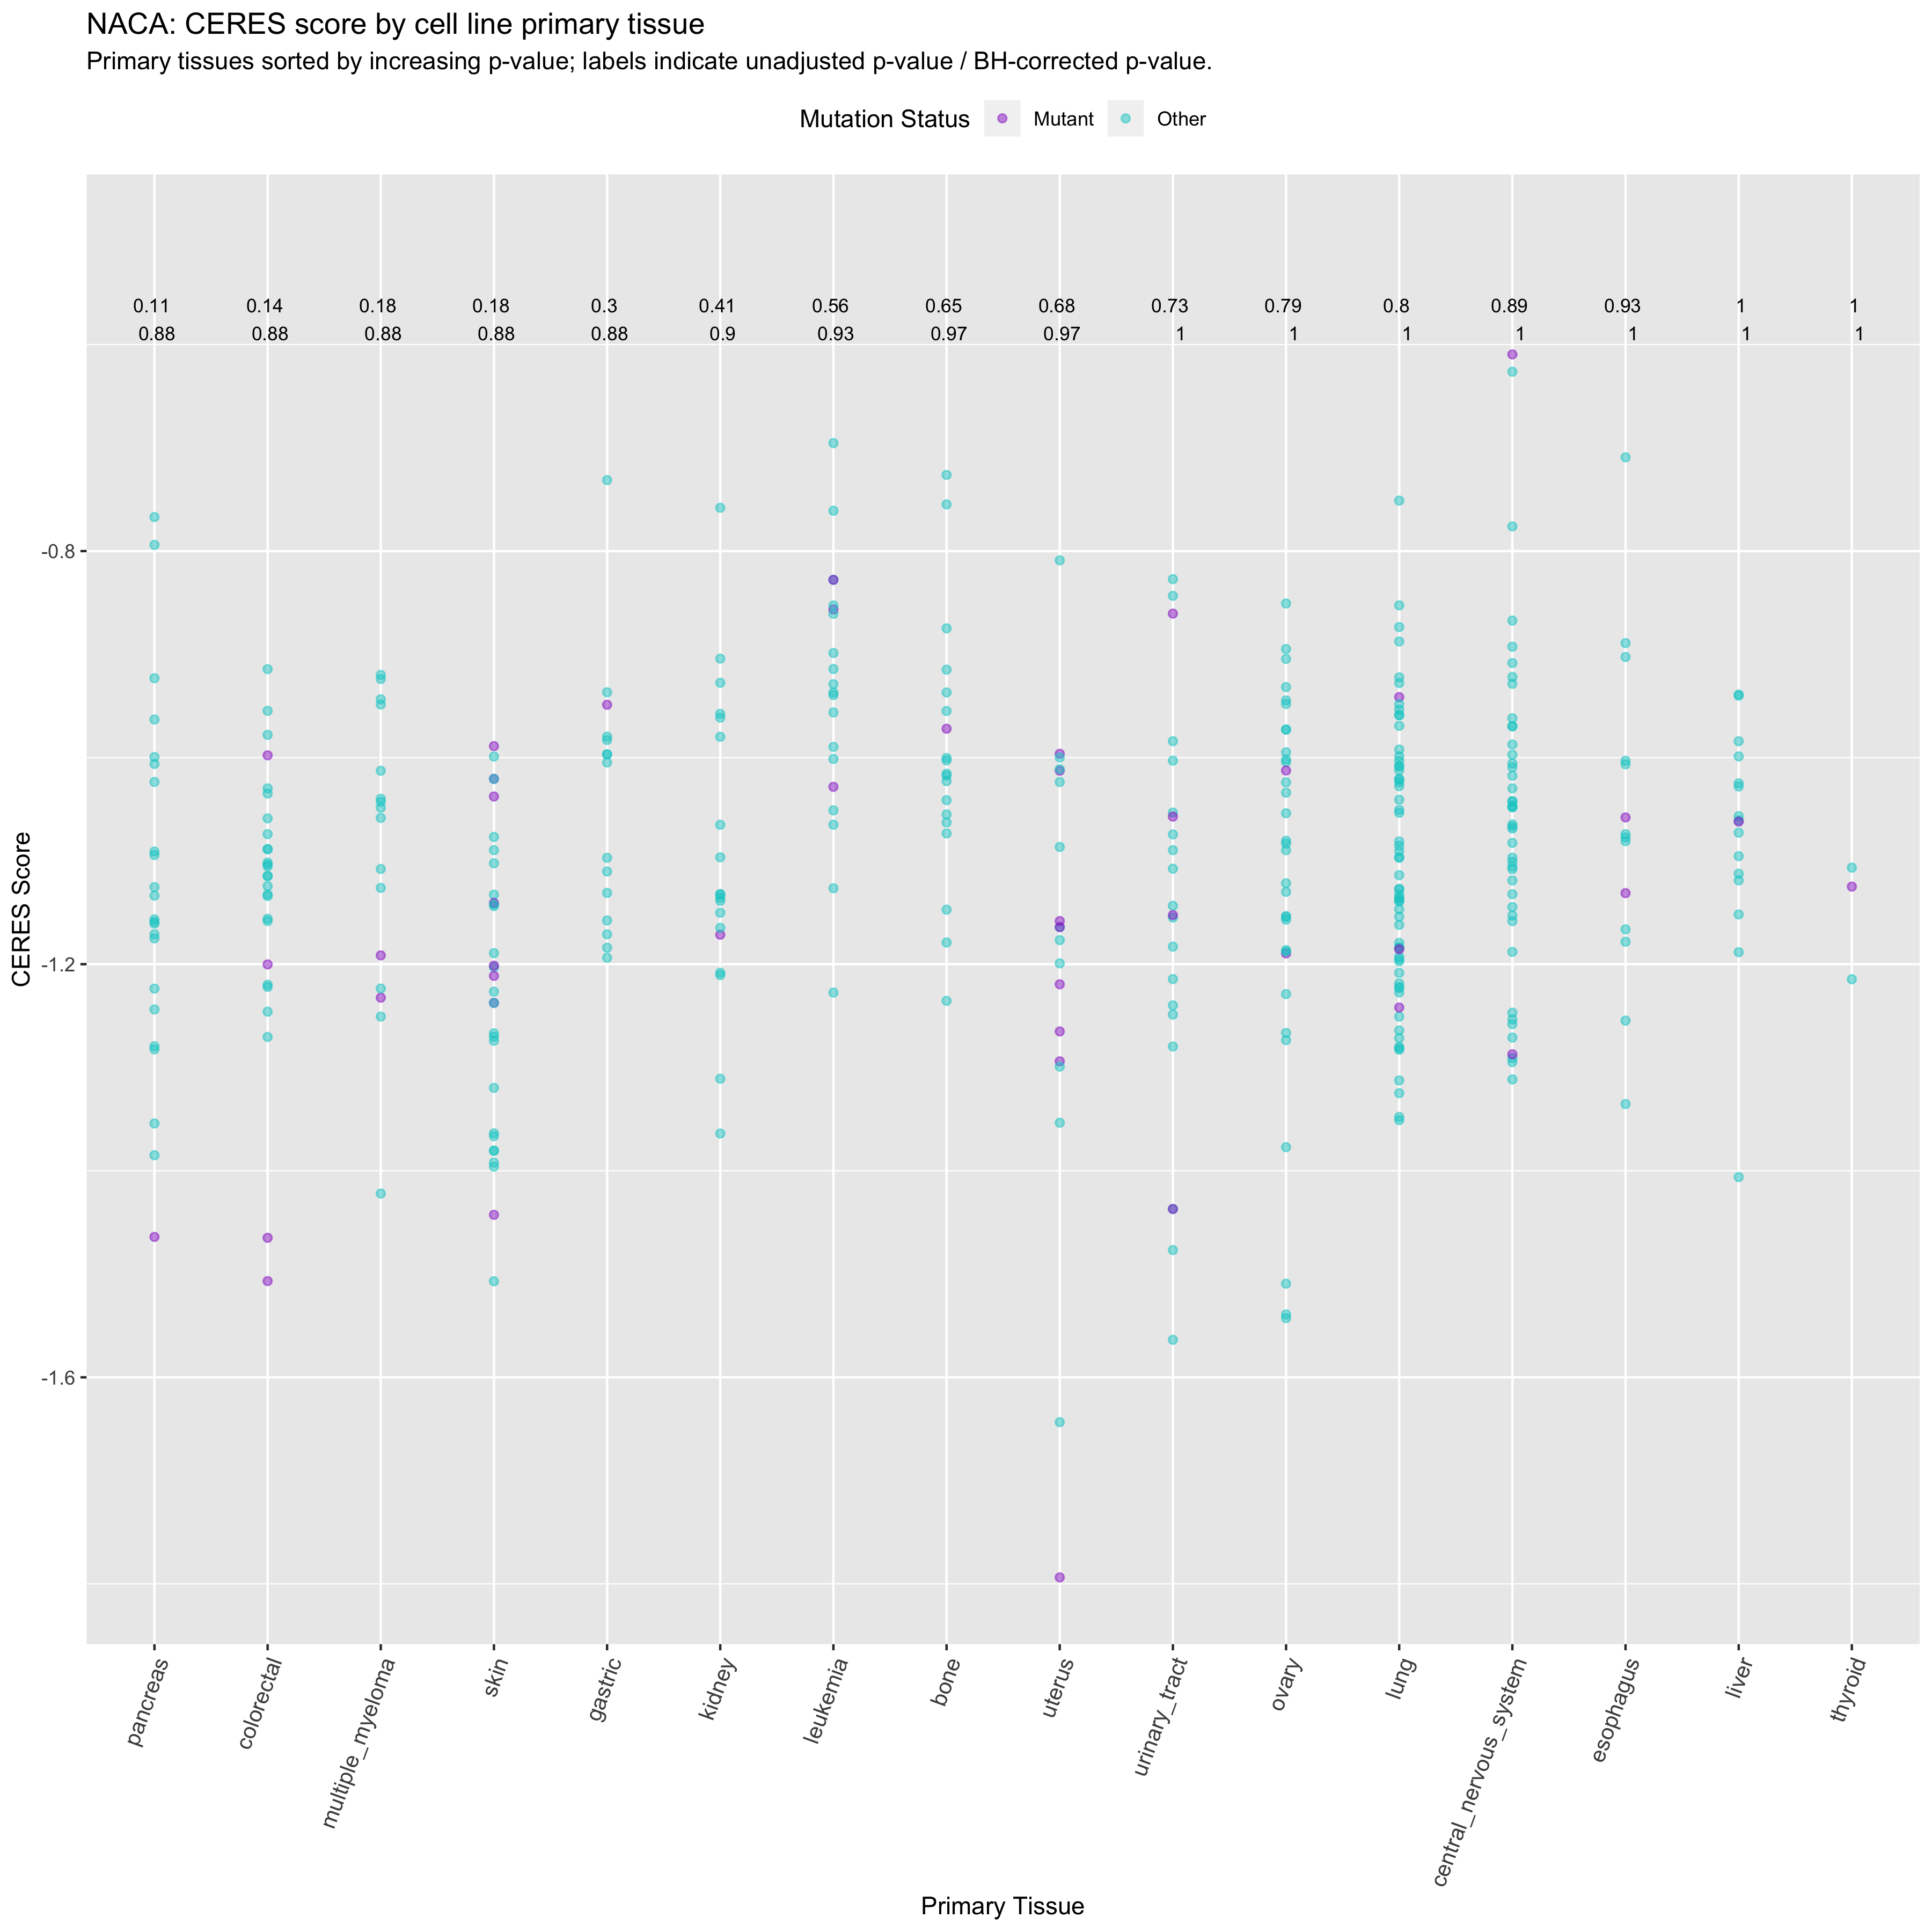 NACA: CERES score by cell line primary tissue
Primary tissues sorted by increasing p-value; labels indicate unadjusted p-value / BH-corrected p-value.
Mutation Status Mutant Other
0.11 0.14 0.18 0.18 0.3 0.41 0.56 0.65 0.68 0.73 0.79 0.8 0.89 0.93 1 1
0.88 0.88 0.88 0.88 0.88 0.9 0.93 0.97 0.97 1 1 1 1 1 1 1
-0.8
-1.2
-1.6
CERES Score
pancreas
colorectal
multiple_myeloma
skin
gastric
kidney
leukemia
bone
uterus
urinary_tract
ovary
lung
central_nervous_system
esophagus
liver
thyroid
Primary Tissue